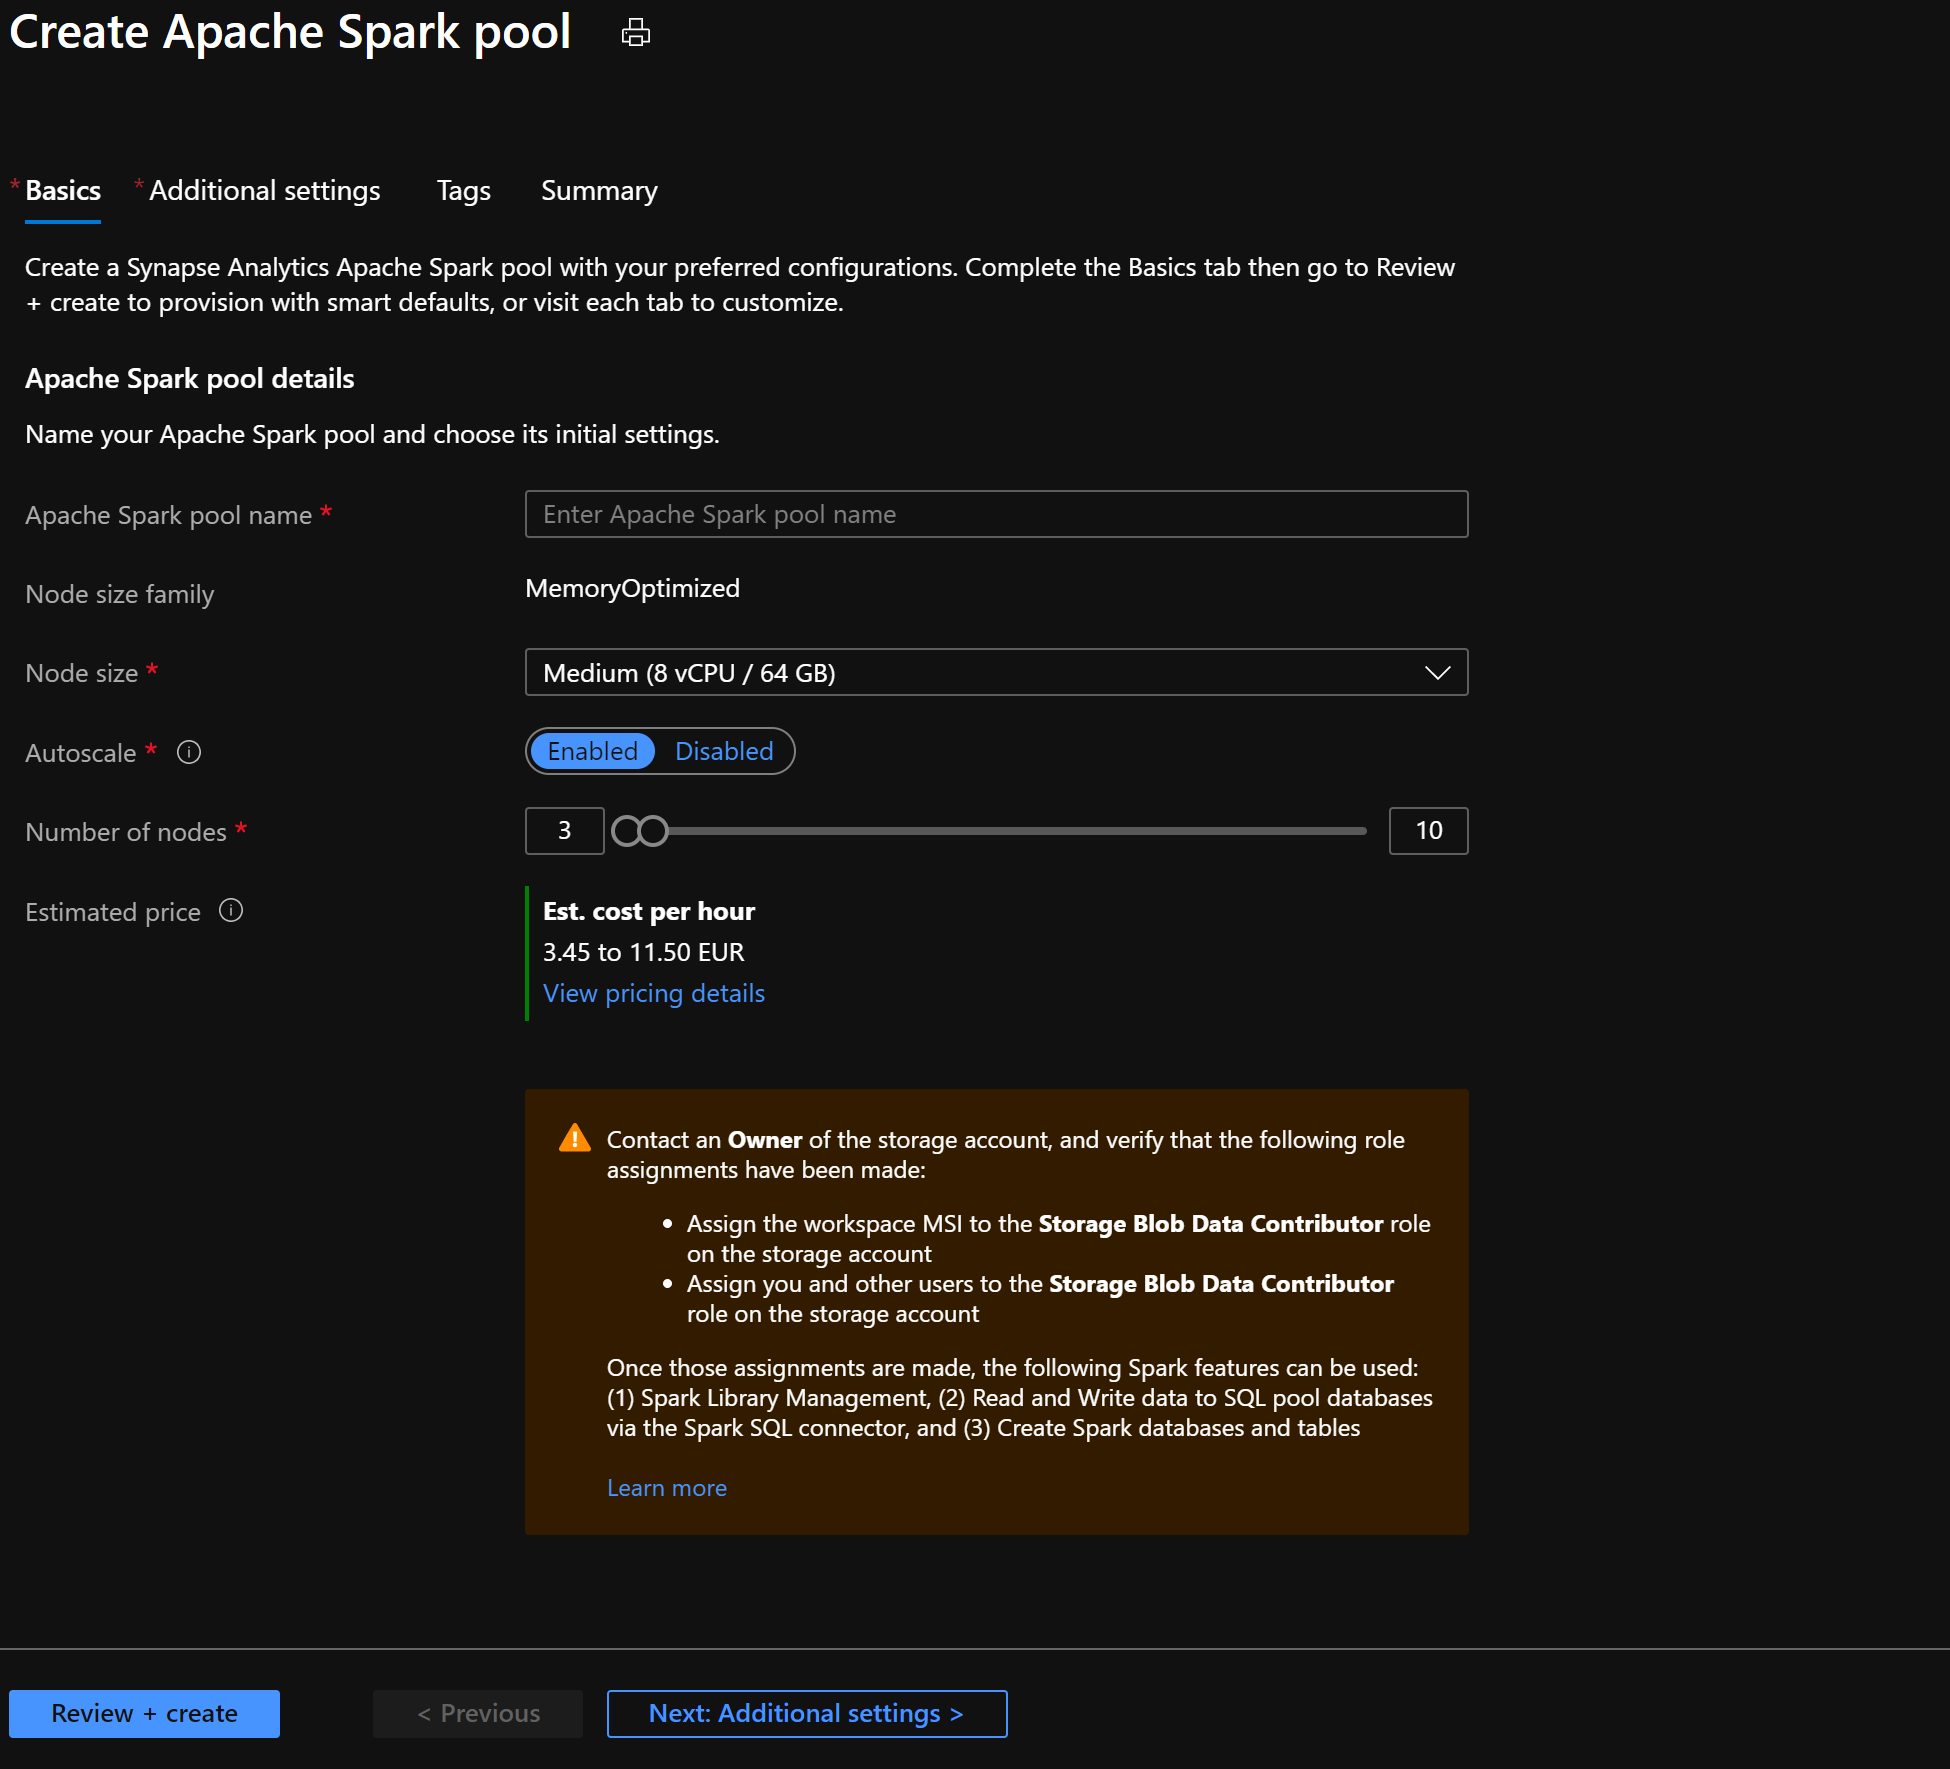 Create Apache Spark pool
* Basics * Additional settings Tags Summary
Create a Synapse Analytics Apache Spark pool with your preferred configurations. Complete the Basics tab then go to Review
+ create to provision with smart defaults, or visit each tab to customize.
Apache Spark pool details
Name your Apache Spark pool and choose its initial settings.
Apache Spark pool name * Enter Apache Spark pool name
Node size family MemoryOptimized
Node size * Medium (8 vCPU / 64 GB)
Autoscale * Enabled Disabled
Number of nodes * 3 10
Estimated price Est. cost per hour
3.45 to 11.50 EUR
View pricing details
Contact an Owner of the storage account, and verify that the following role
assignments have been made:
• Assign the workspace MSI to the Storage Blob Data Contributor role
on the storage account
• Assign you and other users to the Storage Blob Data Contributor
role on the storage account
Once those assignments are made, the following Spark features can be used:
(1) Spark Library Management, (2) Read and Write data to SQL pool databases
via the Spark SQL connector, and (3) Create Spark databases and tables
Learn more
Review + create < Previous Next: Additional settings >